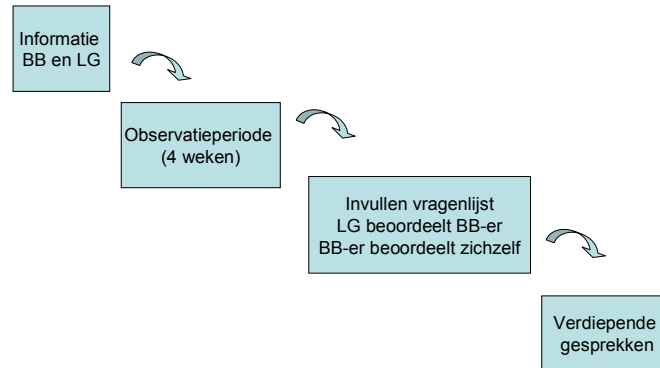 Informatie
BB en LG
Observatieperiode
(4 weken)
Invullen vragenlijst
LG beoordeelt BB-er
BB-er beoordeelt zichzelf
Verdiepende
gesprekken